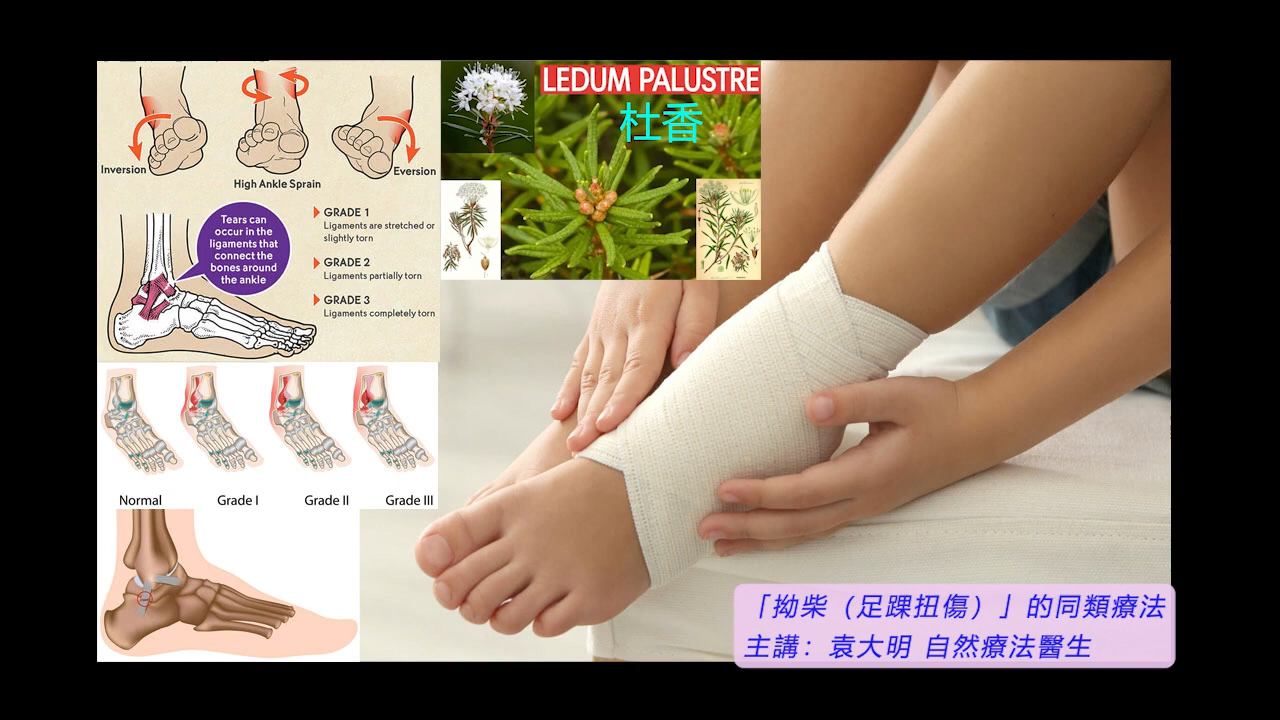 Inversion
High Ankle Sprain
Eversion
Tears can
occur in the
ligaments that
connect the
bones around
the ankle
GRADE 1
Ligaments are stretched or
slightly torn
GRADE 2
Ligaments partially torn
GRADE 3
Ligaments completely torn
Normal
Grade I
Grade II
Grade III
LEDUM PALUSTRE
杜香
「拗柴（足踝扭傷）」的同類療法
主講：袁大明 自然療法醫生